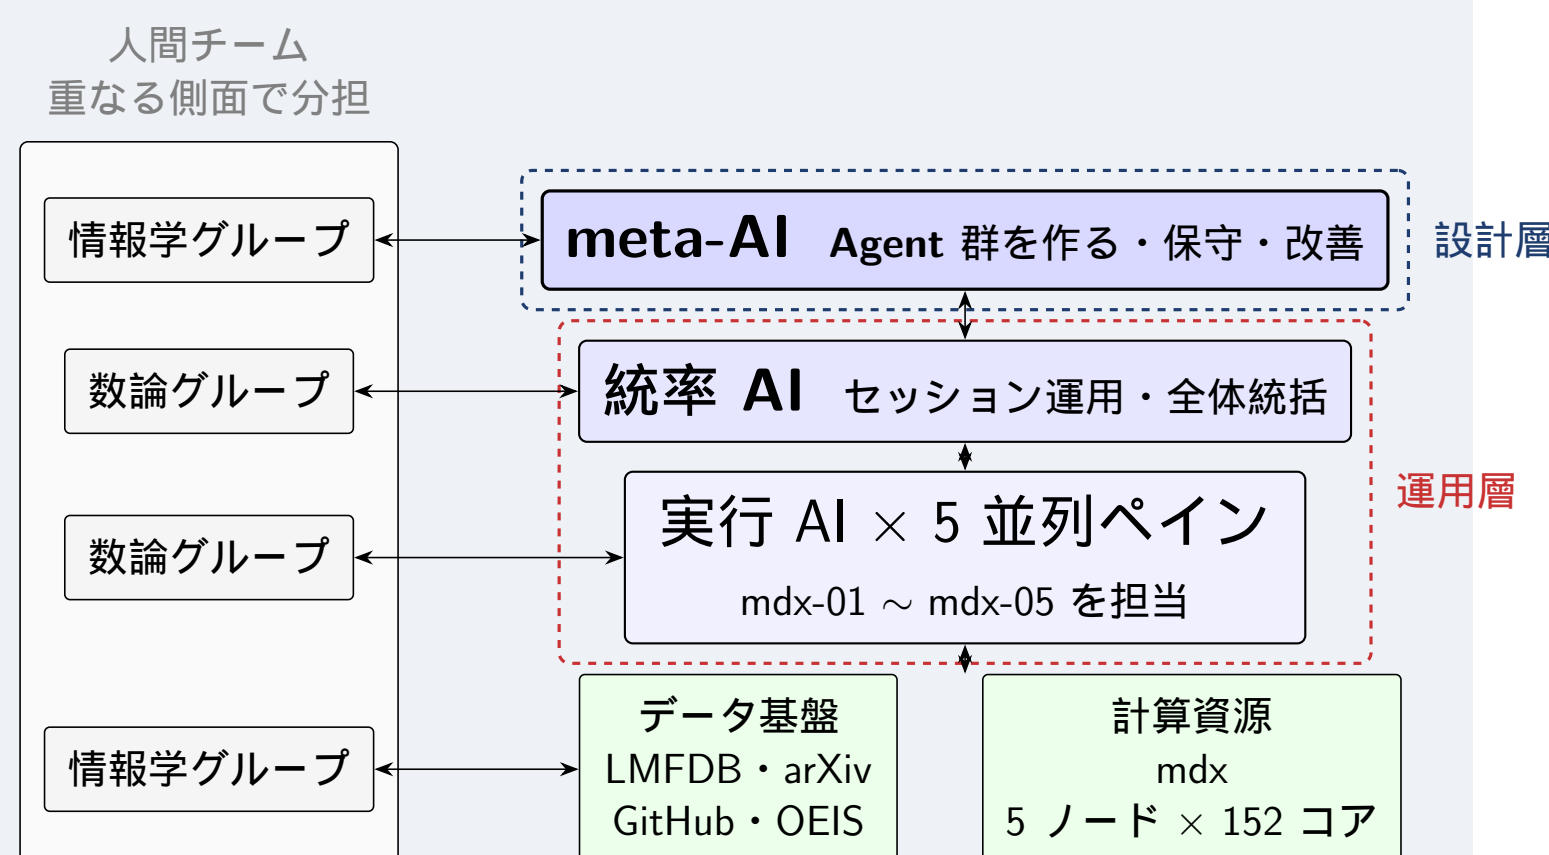 人間チーム
重なる側面で分担
情報学グループ
meta-AI Agent 群を作る・保守・改善
設計層
数論グループ
統率 AI セッション運用・全体統括
運用層
数論グループ
実行 AI × 5 並列ペイン
mdx-01 ∼ mdx-05 を担当
情報学グループ
データ基盤
LMFDB・arXiv
GitHub・OEIS
計算資源
mdx
5 ノード × 152 コア